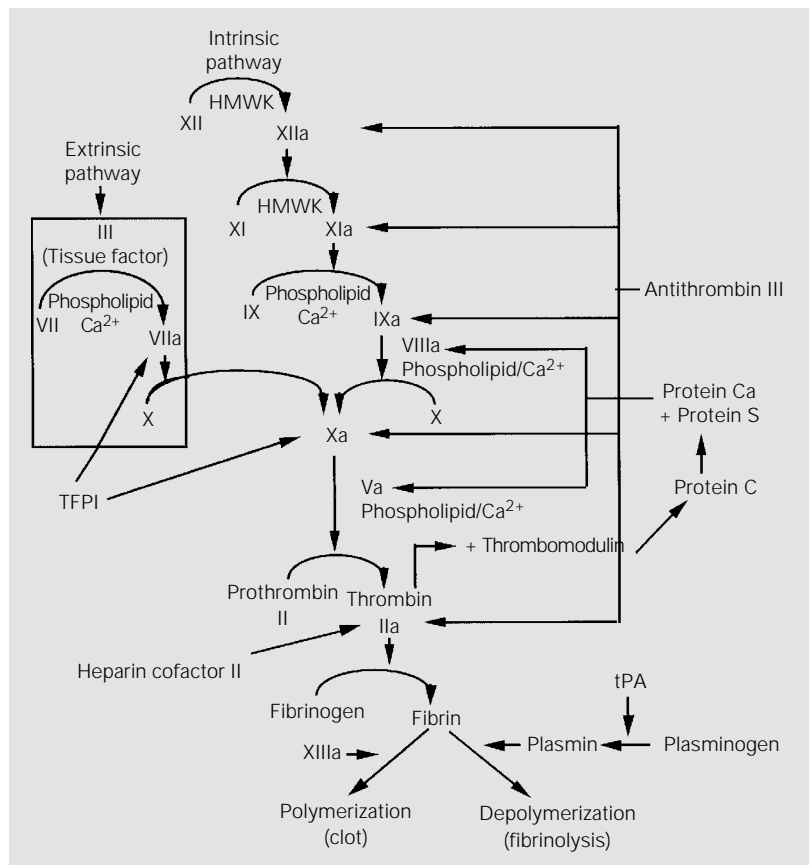 Intrinsic
pathway
HMWK
XII
XIIa
Extrinsic
pathway
HMWK
XI
XIa
III
(Tissue factor)
Phospholipid
Ca2+
VII
VIIa
Phospholipid
Ca2+
IX
IXa
Antithrombin III
VIIIa
Phospholipid/Ca2+
Protein Ca
+ Protein S
X
X
Xa
TFPI
Va
Phospholipid/Ca2+
Protein C
+ Thrombomodulin
Prothrombin
II
Thrombin
IIa
Heparin cofactor II
tPA
Fibrinogen
Fibrin
XIIIa
Plasmin
Plasminogen
Polymerization
(clot)
Depolymerization
(fibrinolysis)